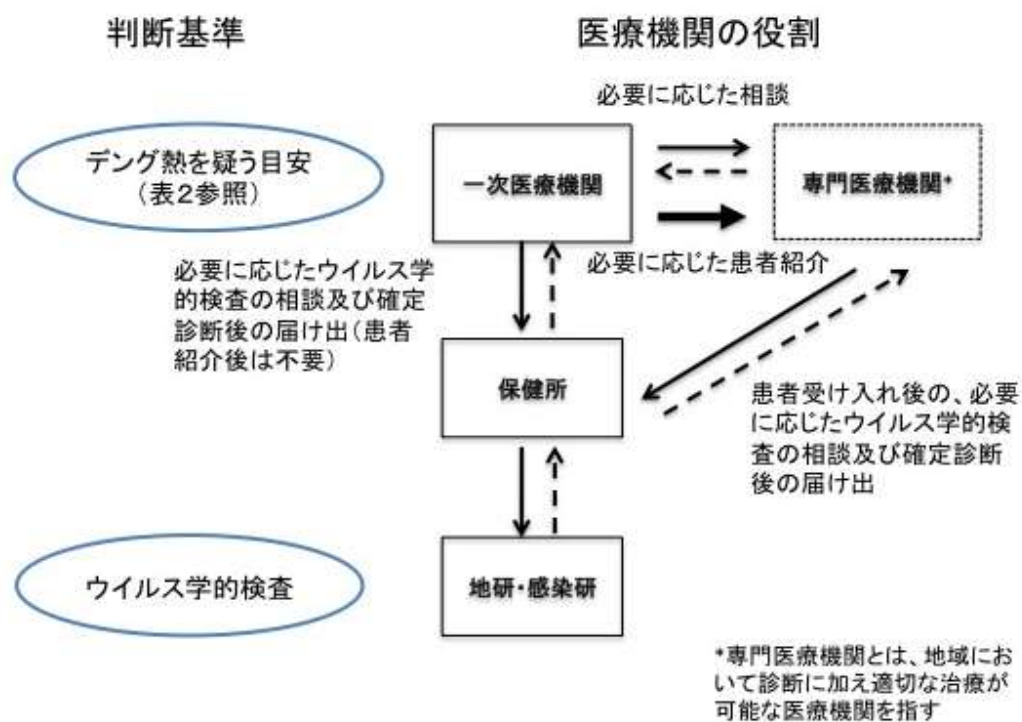 判断基準
医療機関の役割
必要に応じた相談
デング熱を疑う目安
(表2参照)
一次医療機関
専門医療機関*
必要に応じた患者紹介
必要に応じたウイルス学
的検査の相談及び確定
診断後の届け出(患者
紹介後は不要)
保健所
患者受け入れ後の、必要
に応じたウイルス学的検
査の相談及び確定診断
後の届け出
ウイルス学的検査
地研・感染研
*専門医療機関とは、地域にお
いて診断に加え適切な治療が
可能な医療機関を指す